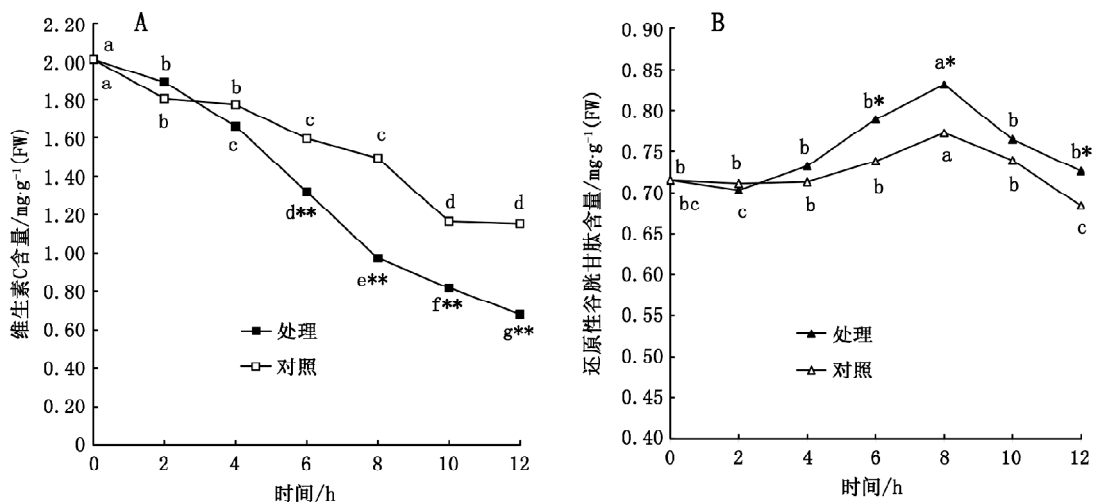 A
维生素C含量/mg·g⁻¹(FW)
2.20
2.00
1.80
1.60
1.40
1.20
1.00
0.80
0.60
0.40
0.20
0
a
a
b
b
b
c
c
d**
c
e**
d
f**
d
g**
处理
对照
0 2 4 6 8 10 12
时间/h
B
还原性谷胱甘肽含量/mg·g⁻¹(FW)
0.90
0.85
0.80
0.75
0.70
0.65
0.60
0.55
0.50
0.45
0.40
b
bc
b
c
b
b
b*
b
a*
a
b
b
b*
c
处理
对照
0 2 4 6 8 10 12
时间/h